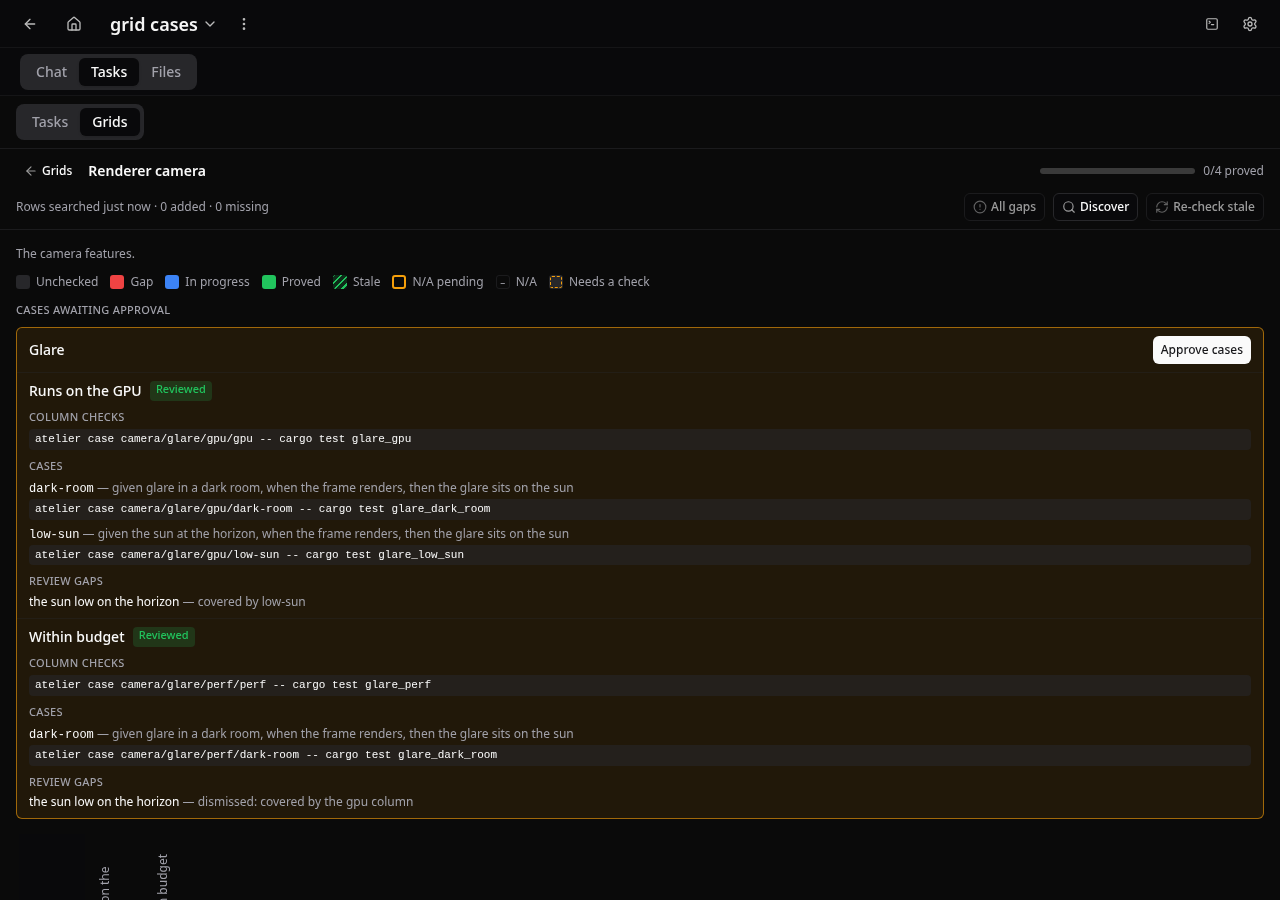 grid cases
Chat Tasks Files
Tasks Grids
Grids Renderer camera 0/4 proved
Rows searched just now · 0 added · 0 missing All gaps Discover Re-check stale
The camera features.
Unchecked Gap In progress Proved Stale N/A pending – N/A Needs a check
CASES AWAITING APPROVAL
Glare Approve cases
Runs on the GPU Reviewed
COLUMN CHECKS
atelier case camera/glare/gpu/gpu -- cargo test glare_gpu
CASES
dark-room — given glare in a dark room, when the frame renders, then the glare sits on the sun
atelier case camera/glare/gpu/dark-room -- cargo test glare_dark_room
low-sun — given the sun at the horizon, when the frame renders, then the glare sits on the sun
atelier case camera/glare/gpu/low-sun -- cargo test glare_low_sun
REVIEW GAPS
the sun low on the horizon — covered by low-sun
Within budget Reviewed
COLUMN CHECKS
atelier case camera/glare/perf/perf -- cargo test glare_perf
CASES
dark-room — given glare in a dark room, when the frame renders, then the glare sits on the sun
atelier case camera/glare/perf/dark-room -- cargo test glare_dark_room
REVIEW GAPS
the sun low on the horizon — dismissed: covered by the gpu column
on the
budget